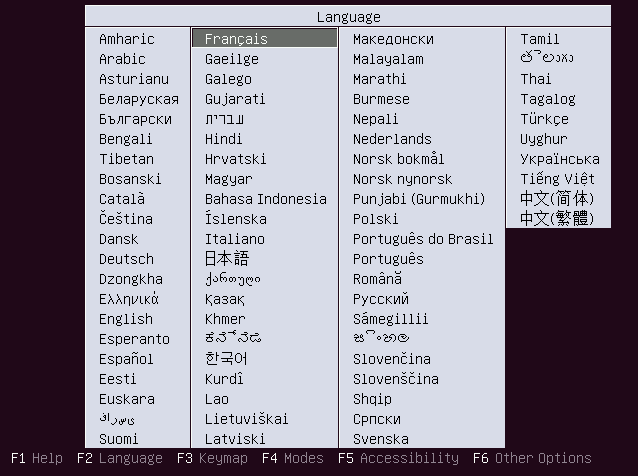 Language
Amharic
Arabic
Asturianu
Беларуская
Български
Bengali
Tibetan
Bosanski
Català
Čeština
Dansk
Deutsch
Dzongkha
Ελληνικά
English
Esperanto
Español
Eesti
Euskara
فارسی
Suomi
Français
Gaeilge
Galego
Gujarati
עברית
Hindi
Hrvatski
Magyar
Bahasa Indonesia
Íslenska
Italiano
日本語
ქართული
Қазақ
Khmer
ಕನ್ನಡ
한국어
Kurdî
Lao
Lietuviškai
Latviski
Македонски
Malayalam
Marathi
Burmese
Nepali
Nederlands
Norsk bokmål
Norsk nynorsk
Punjabi (Gurmukhi)
Polski
Português do Brasil
Português
Română
Русский
Sámegillii
සිංහල
Slovenčina
Slovenščina
Shqip
Српски
Svenska
Tamil
తెలుగు
Thai
Tagalog
Türkçe
Uyghur
Українська
Tiếng Việt
中文(简体)
中文(繁體)
F1 Help F2 Language F3 Keymap F4 Modes F5 Accessibility F6 Other Options